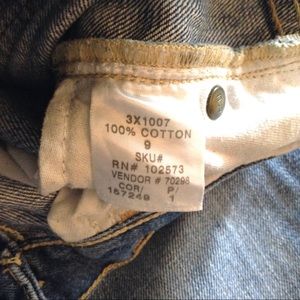 3X1007
100% COTTON
9
SKU#
RN# 102573
VENDOR # 70298
COR/ P/
157249 1